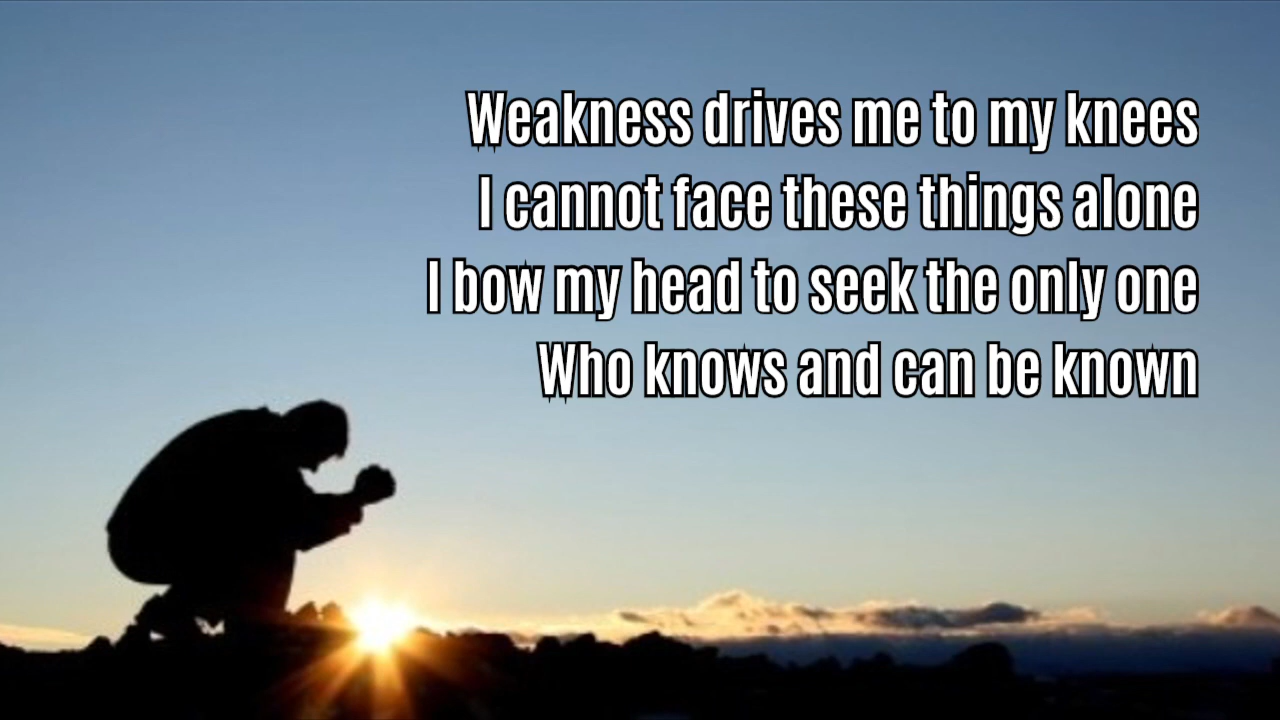 Weakness drives me to my knees
I cannot face these things alone
I bow my head to seek the only one
Who knows and can be known